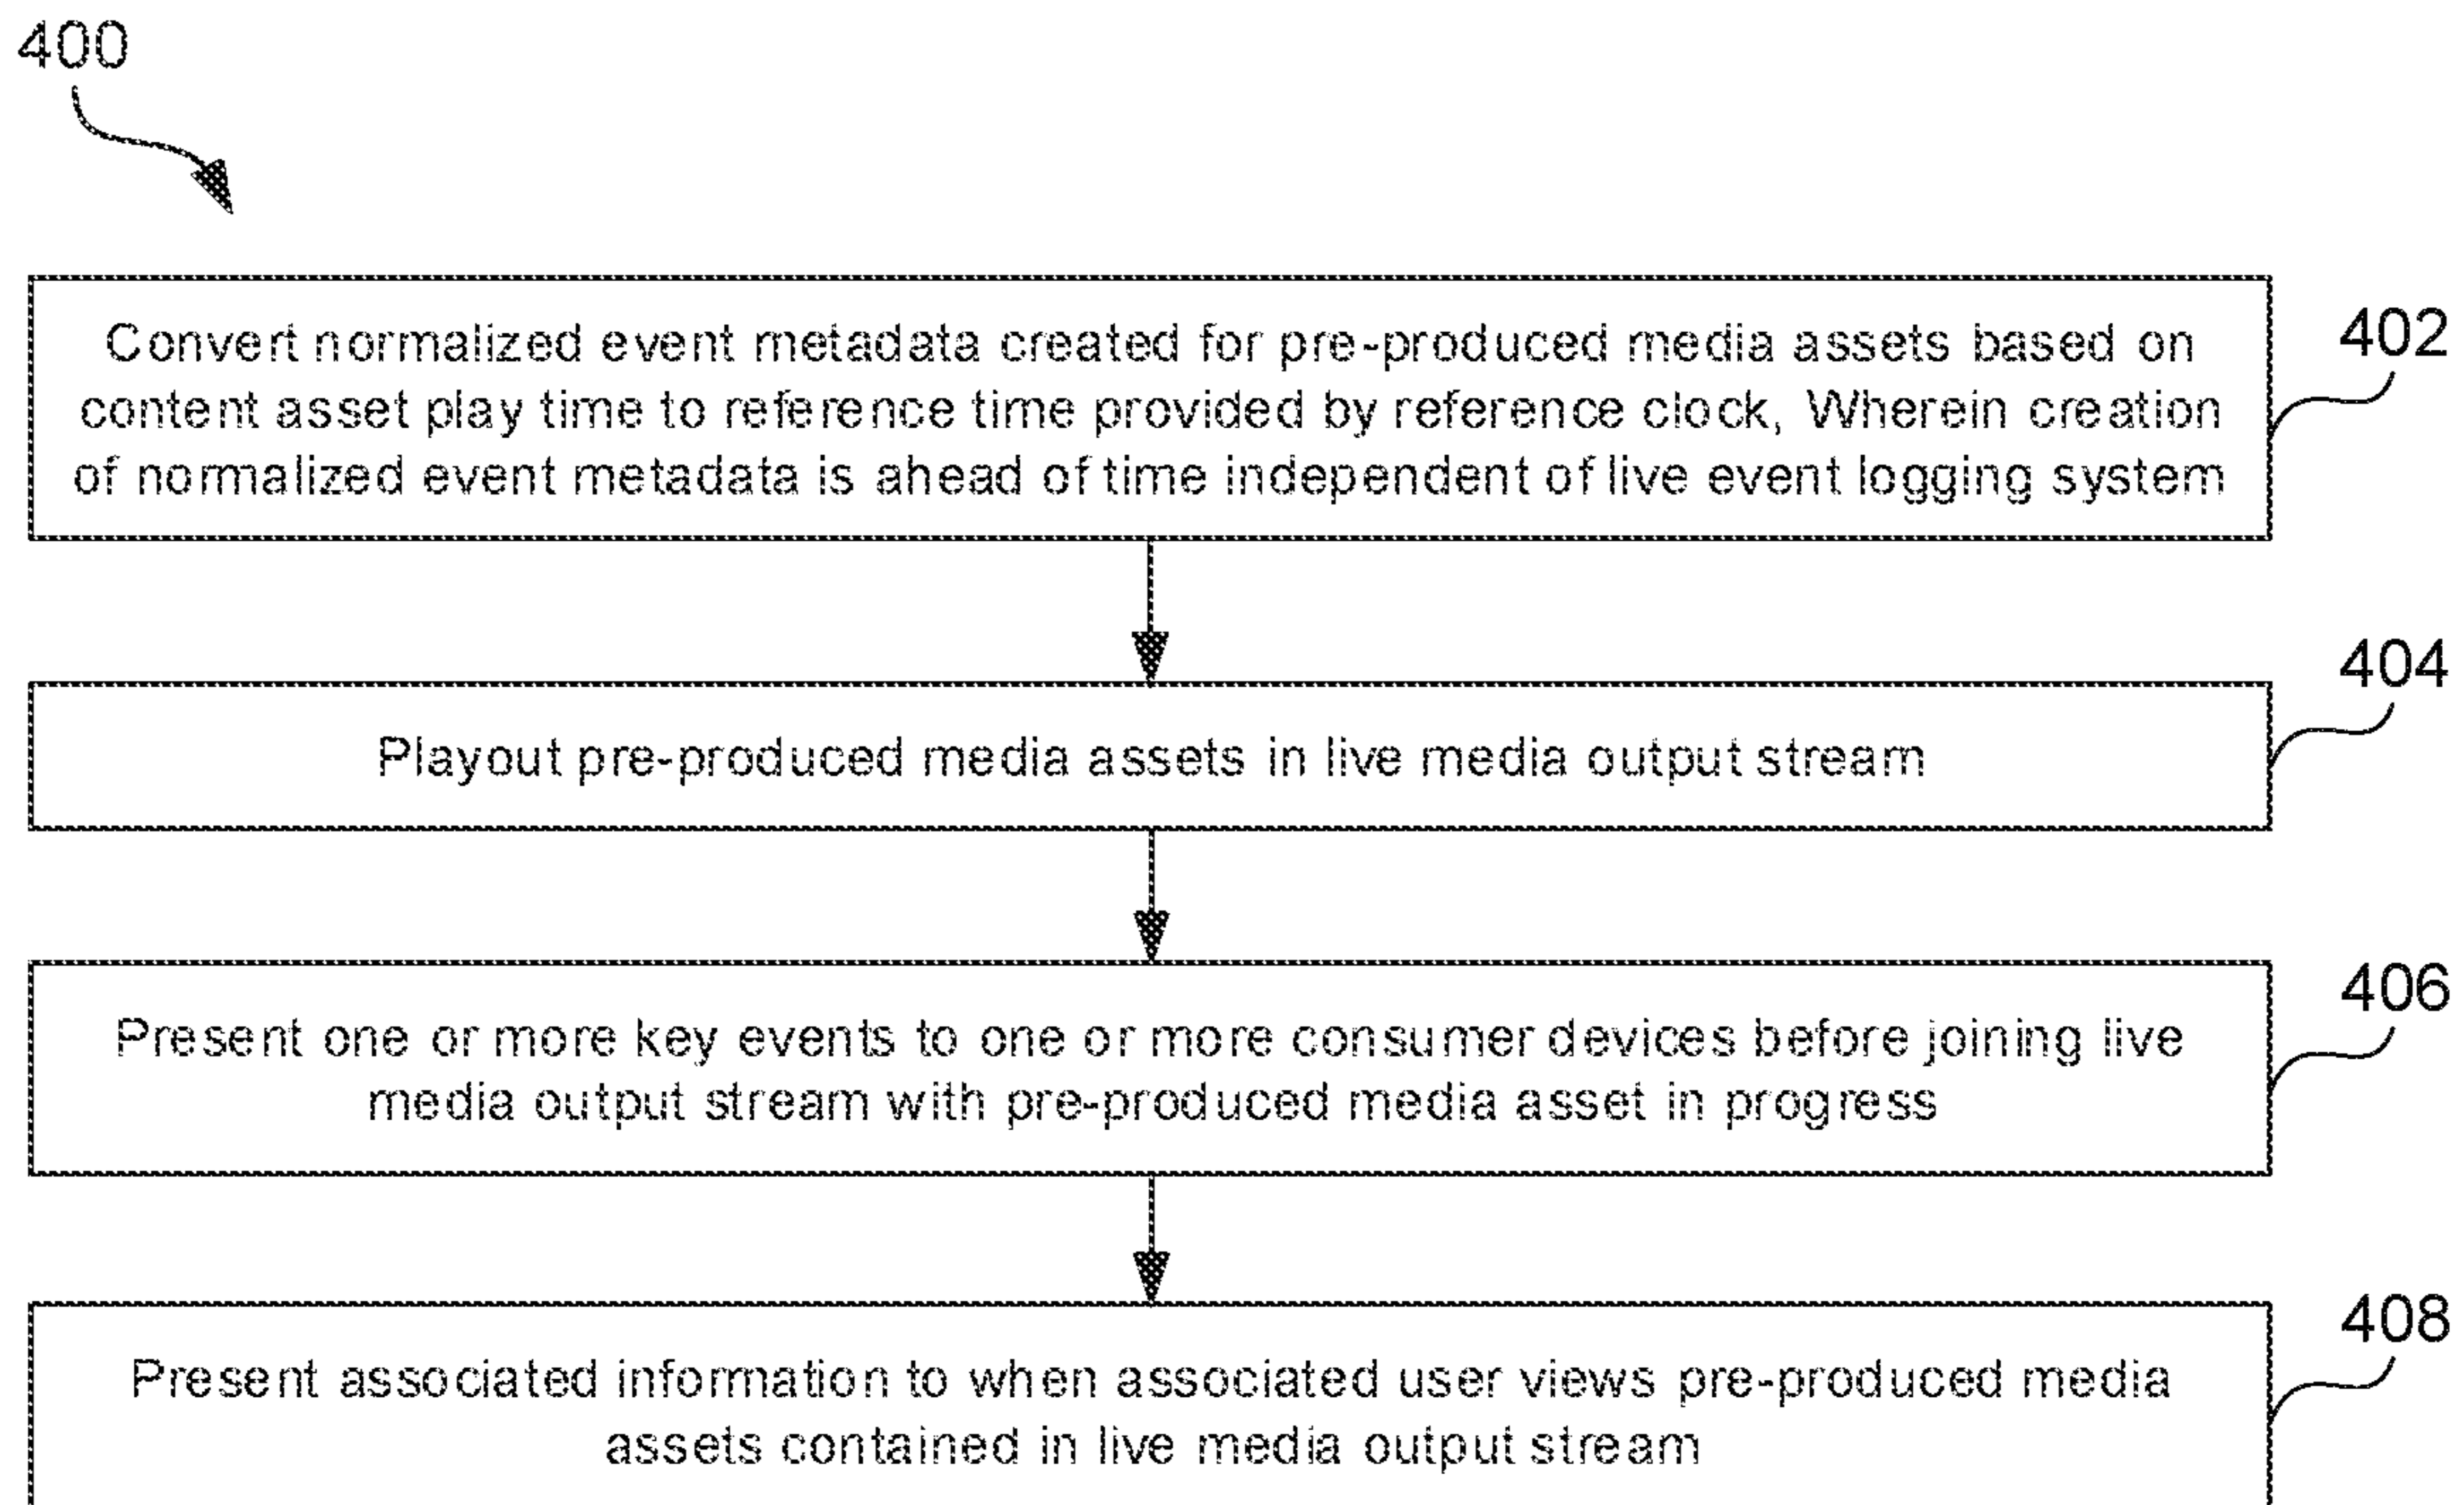 400
Convert normalized event metadata created for pre-produced media assets based on
402
content asset play time to reference time provided by reference clock, Wherein creation
of normalized event metadata is ahead of time independent of live event logging system
404
Playout pre-produced media assets in live media output stream
406
Present one or more key events to one or more consumer devices before joining live
media output stream with pre-produced media asset in progress
408
Present associated information to when associated user views pre-produced media
assets contained in live media output stream